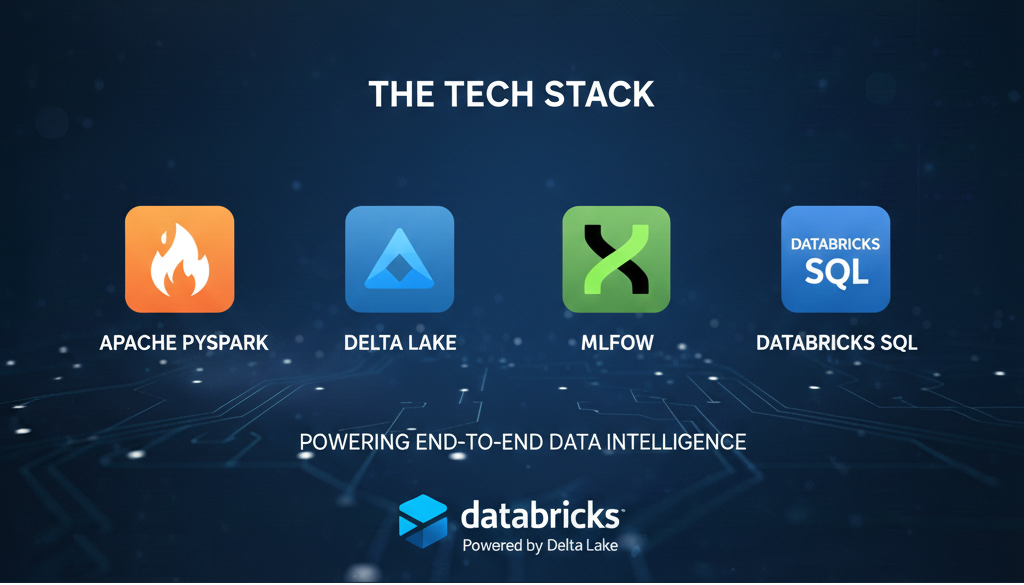 THE TECH STACK
DATABRICKS
SQL
APACHE PYSPARK
DELTA LAKE
MLFOW
DATABRICKS SQL
POWERING END-TO-END DATA INTELLIGENCE
databricks
Powered by Delta Lake